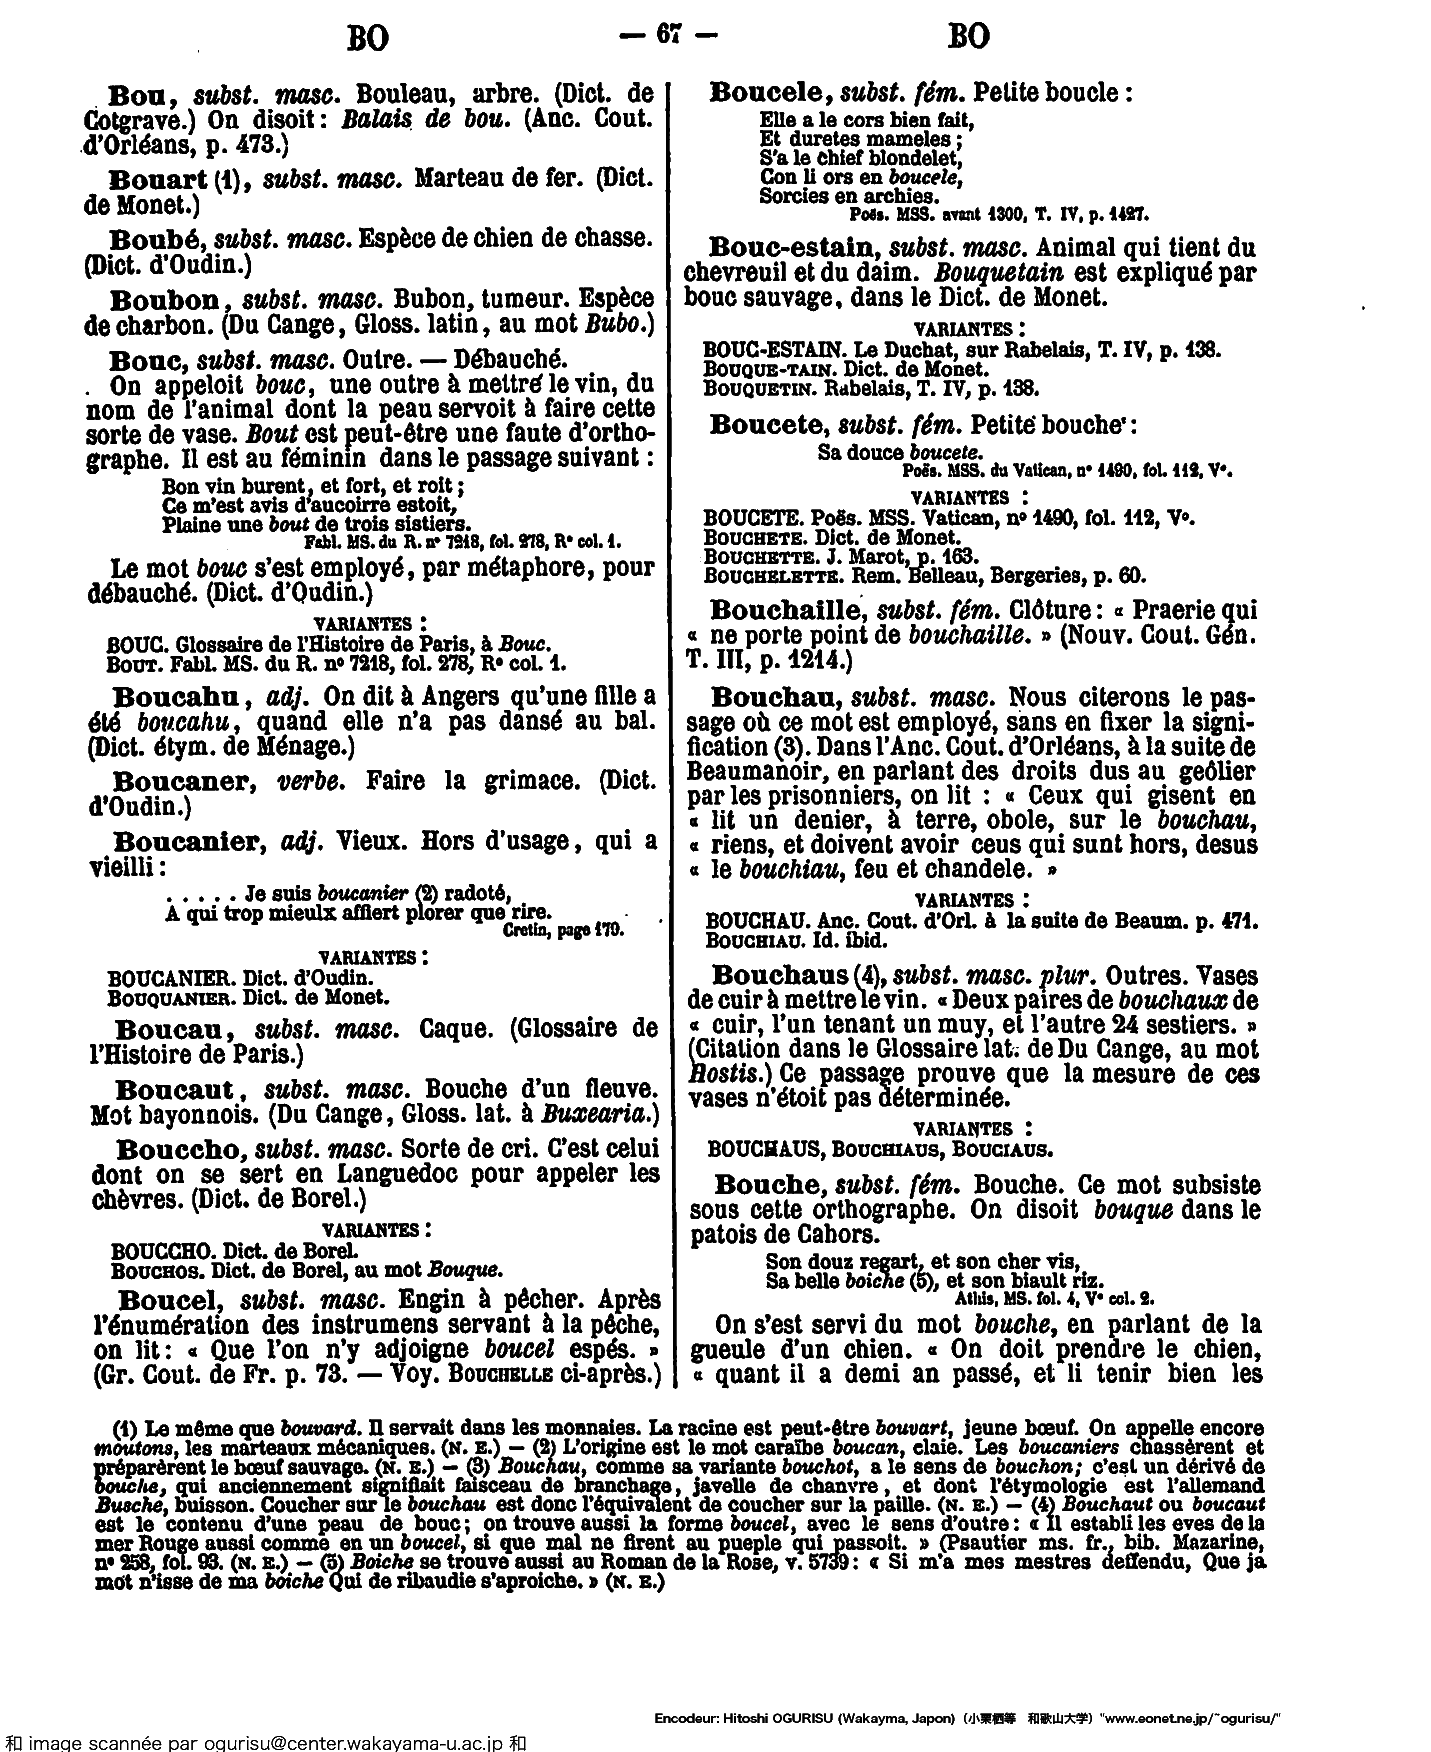 BO — 67 — BO
Bou, subst. masc. Bouleau, arbre. (Dict. de
Cotgrave.) On disoit : Balais de bou. (Anc. Cout.
d'Orléans, p. 473.)
Bouart (1), subst. masc. Marteau de fer. (Dict.
de Monet.)
Boubé, subst. masc. Espèce de chien de chasse.
(Dict. d'Oudin.)
Boubon, subst. masc. Bubon, tumeur. Espèce
de charbon. (Du Cange, Gloss. latin, au mot Bubo.)
Bouc, subst. masc. Outre. — Débauché.
On appeloit bouc, une outre à mettre le vin, du
nom de l'animal dont la peau servoit à faire cette
sorte de vase. Bout est peut-être une faute d'ortho-
graphe. Il est au féminin dans le passage suivant :
Bon vin burent, et fort, et roit ;
Ce m'est avis d'aucoirre estoit,
Plaine une bout de trois sistiers.
Fabl. MS. du R. n° 7218, fol. 278, R° col. 1.
Le mot bouc s'est employé, par métaphore, pour
débauché. (Dict. d'Oudin.)
VARIANTES :
BOUC. Glossaire de l'Histoire de Paris, à Bouc.
BOUT. Fabl. MS. du R. n° 7218, fol. 278, R° col. 1.
Boucahu, adj. On dit à Angers qu'une fille a
été boucahu, quand elle n'a pas dansé au bal.
(Dict. étym. de Ménage.)
Boucaner, verbe. Faire la grimace. (Dict.
d'Oudin.)
Boucanier, adj. Vieux. Hors d'usage, qui a
vieilli :
. . . . . Je suis boucanier (2) radoté,
A qui trop mieulx affiert plorer que rire.
Cretin, page 170.
VARIANTES :
BOUCANIER. Dict. d'Oudin.
BOUQUANIER. Dict. de Monet.
Boucau, subst. masc. Caque. (Glossaire de
l'Histoire de Paris.)
Boucaut, subst. masc. Bouche d'un fleuve.
Mot bayonnois. (Du Cange, Gloss. lat. à Buxearia.)
Bouccho, subst. masc. Sorte de cri. C'est celui
dont on se sert en Languedoc pour appeler les
chèvres. (Dict. de Borel.)
VARIANTES :
BOUCCHO. Dict. de Borel.
BOUCHOS. Dict. de Borel, au mot Bouque.
Boucel, subst. masc. Engin à pêcher. Après
l'énumération des instrumens servant à la pêche,
on lit : « Que l'on n'y adjoigne boucel espés. »
(Gr. Cout. de Fr. p. 73. — Voy. BOUCHELLE ci-après.)
Boucele, subst. fém. Petite boucle :
Elle a le cors bien fait,
Et duretes mameles ;
S'a le chief blondelet,
Con li ors en boucele,
Sorcies en archies.
Poës. MSS. avant 1300, T. IV, p. 1427.
Bouc-estain, subst. masc. Animal qui tient du
chevreuil et du daim. Bouquetain est expliqué par
bouc sauvage, dans le Dict. de Monet.
VARIANTES :
BOUC-ESTAIN. Le Duchat, sur Rabelais, T. IV, p. 138.
BOUQUE-TAIN. Dict. de Monet.
BOUQUETIN. Rabelais, T. IV, p. 138.
Boucete, subst. fém. Petite bouche :
Sa douce boucete.
Poës. MSS. du Vatican, n° 1490, fol. 112, V°.
VARIANTES :
BOUCETE. Poës. MSS. Vatican, n° 1490, fol. 112, V°.
BOUCHETE. Dict. de Monet.
BOUCHETTE. J. Marot, p. 163.
BOUCHELETTE. Rem. Belleau, Bergeries, p. 60.
Bouchaille, subst. fém. Clôture : « Praerie qui
« ne porte point de bouchaille. » (Nouv. Cout. Gén.
T. III, p. 1214.)
Bouchau, subst. masc. Nous citerons le pas-
sage où ce mot est employé, sans en fixer la signi-
fication (3). Dans l'Anc. Cout. d'Orléans, à la suite de
Beaumanoir, en parlant des droits dus au geôlier
par les prisonniers, on lit : « Ceux qui gisent en
« lit un denier, à terre, obole, sur le bouchau,
« riens, et doivent avoir ceus qui sunt hors, desus
« le bouchiau, feu et chandele. »
VARIANTES :
BOUCHAU. Anc. Cout. d'Orl. à la suite de Beaum. p. 471.
BOUCHIAU. Id. ibid.
Bouchaus (4), subst. masc. plur. Outres. Vases
de cuir à mettre le vin. « Deux paires de bouchaux de
« cuir, l'un tenant un muy, et l'autre 24 sestiers. »
(Citation dans le Glossaire lat. de Du Cange, au mot
Hostis.) Ce passage prouve que la mesure de ces
vases n'étoit pas déterminée.
VARIANTES :
BOUCHAUS, BOUCHIAUS, BOUCIAUS.
Bouche, subst. fém. Bouche. Ce mot subsiste
sous cette orthographe. On disoit bouque dans le
patois de Cahors.
Son douz regart, et son cher vis,
Sa belle boiche (5), et son biault riz.
Athis, MS. fol. 4, V° col. 2.
On s'est servi du mot bouche, en parlant de la
gueule d'un chien. « On doit prendre le chien,
« quant il a demi an passé, et li tenir bien les
(1) Le même que bouvard. Il servait dans les monnaies. La racine est peut-être bouvart, jeune bœuf. On appelle encore
moutons, les marteaux mécaniques. (N. E.) — (2) L'origine est le mot caraïbe boucan, claie. Les boucaniers chassèrent et
préparèrent le bœuf sauvage. (N. E.) — (3) Bouchau, comme sa variante bouchot, a le sens de bouchon; c'est un dérivé de
bouche, qui anciennement signifiait faisceau de branchage, javelle de chanvre, et dont l'étymologie est l'allemand
Busche, buisson. Coucher sur le bouchau est donc l'équivalent de coucher sur la paille. (N. E.) — (4) Bouchaut ou boucaut
est le contenu d'une peau de bouc; on trouve aussi la forme boucel, avec le sens d'outre : « Il establi les eves de la
mer Rouge aussi comme en un boucel, si que mal ne firent au pueple qui passoit. » (Psautier ms. fr., bib. Mazarine,
n° 258, fol. 93. (N. E.) — (5) Boiche se trouve aussi au Roman de la Rose, v. 5739 : « Si m'a mes mestres deffendu, Que ja
mot n'isse de ma boiche Qui de ribaudie s'aproiche. » (N. E.)
Encodeur: Hitoshi OGURISU (Wakayma, Japon) (小栗栖等 和歌山大学) "www.eonet.ne.jp/~ogurisu/"
和 image scannée par ogurisu@center.wakayama-u.ac.jp 和